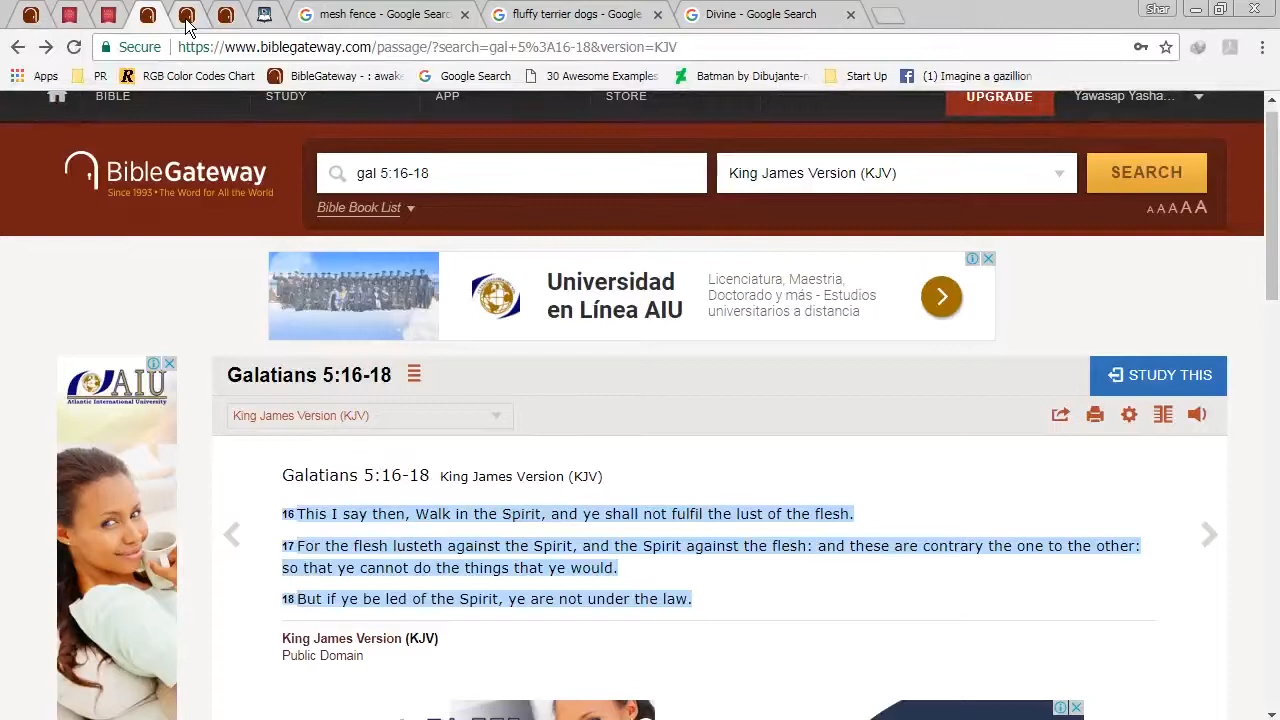 mesh fence - Google Searc
fluffy terrier dogs - Google
Divine - Google Search
Shar
Secure
https://www.biblegateway.com/passage/?search=gal+5%3A16-18&version=KJV
Apps
PR
RGB Color Codes Chart
BibleGateway - : awak
Google Search
30 Awesome Examples
Batman by Dibujante-n
Start Up
(1) Imagine a gazillion
BIBLE
STUDY
APP
STORE
UPGRADE
Yawasap Yasha...
BibleGateway
Since 1993 • The Word for All the World
gal 5:16-18
King James Version (KJV)
SEARCH
Bible Book List
A A A A A
Universidad
en Línea AIU
Licenciatura, Maestria,
Doctorado y más - Estudios
universitarios a distancia
AIU
ATLANTIC INTERNATIONAL UNIVERSITY
Galatians 5:16-18
STUDY THIS
King James Version (KJV)
Galatians 5:16-18 King James Version (KJV)
16 This I say then, Walk in the Spirit, and ye shall not fulfil the lust of the flesh.
17 For the flesh lusteth against the Spirit, and the Spirit against the flesh: and these are contrary the one to the other:
so that ye cannot do the things that ye would.
18 But if ye be led of the Spirit, ye are not under the law.
King James Version (KJV)
Public Domain